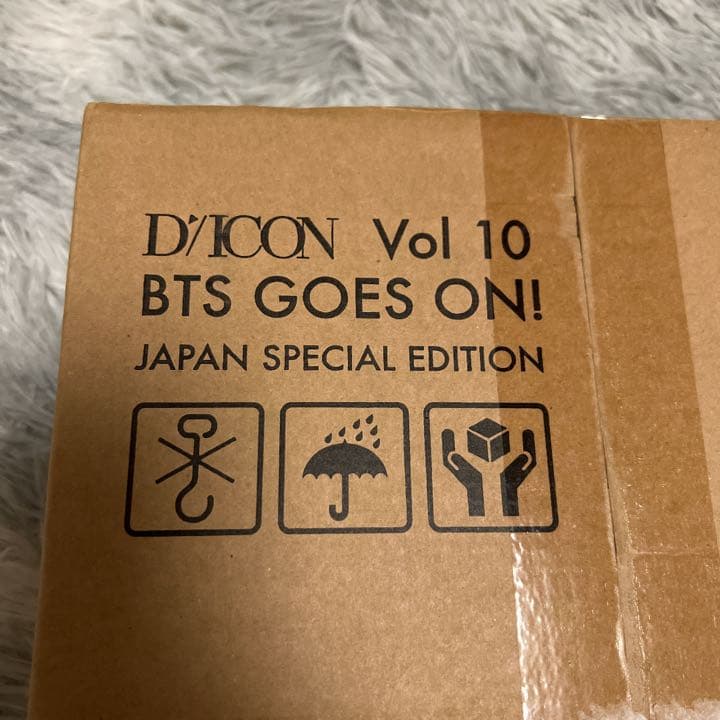 D'/ICON Vol 10
BTS GOES ON!
JAPAN SPECIAL EDITION